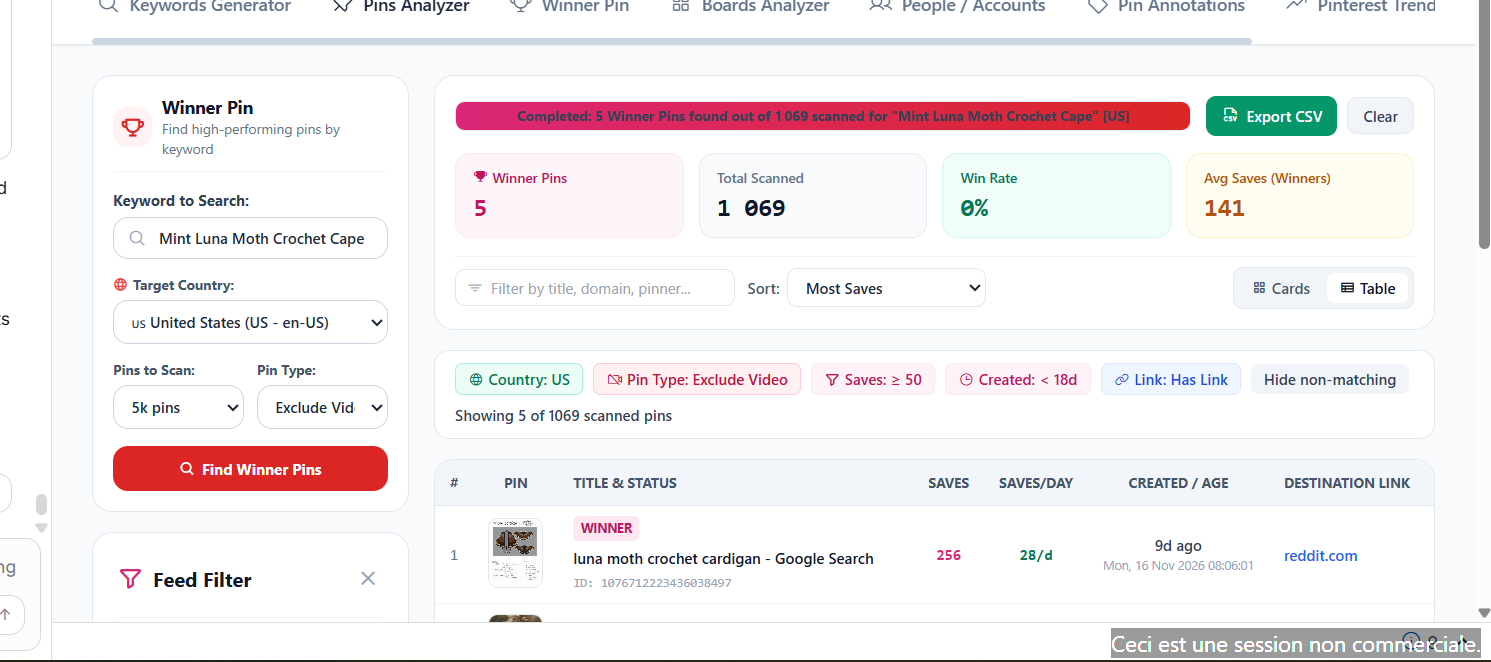 Keywords Generator
Pins Analyzer
Winner Pin
Boards Analyzer
People / Accounts
Pin Annotations
Pinterest Trend
Winner Pin
Find high-performing pins by
keyword
Keyword to Search:
Mint Luna Moth Crochet Cape
Target Country:
us United States (US - en-US)
Pins to Scan:
Pin Type:
5k pins
Exclude Vid
Find Winner Pins
Feed Filter
Completed: 5 Winner Pins found out of 1 069 scanned for "Mint Luna Moth Crochet Cape" [US]
Export CSV
Clear
Winner Pins
5
Total Scanned
1 069
Win Rate
0%
Avg Saves (Winners)
141
Filter by title, domain, pinner...
Sort:
Most Saves
Cards
Table
Country: US
Pin Type: Exclude Video
Saves: ≥ 50
Created: < 18d
Link: Has Link
Hide non-matching
Showing 5 of 1069 scanned pins
# PIN TITLE & STATUS SAVES SAVES/DAY CREATED / AGE DESTINATION LINK
1
WINNER
luna moth crochet cardigan - Google Search
ID: 1076712223436038497
256
28/d
9d ago
Mon, 16 Nov 2026 08:06:01
reddit.com
Ceci est une session non commerciale.